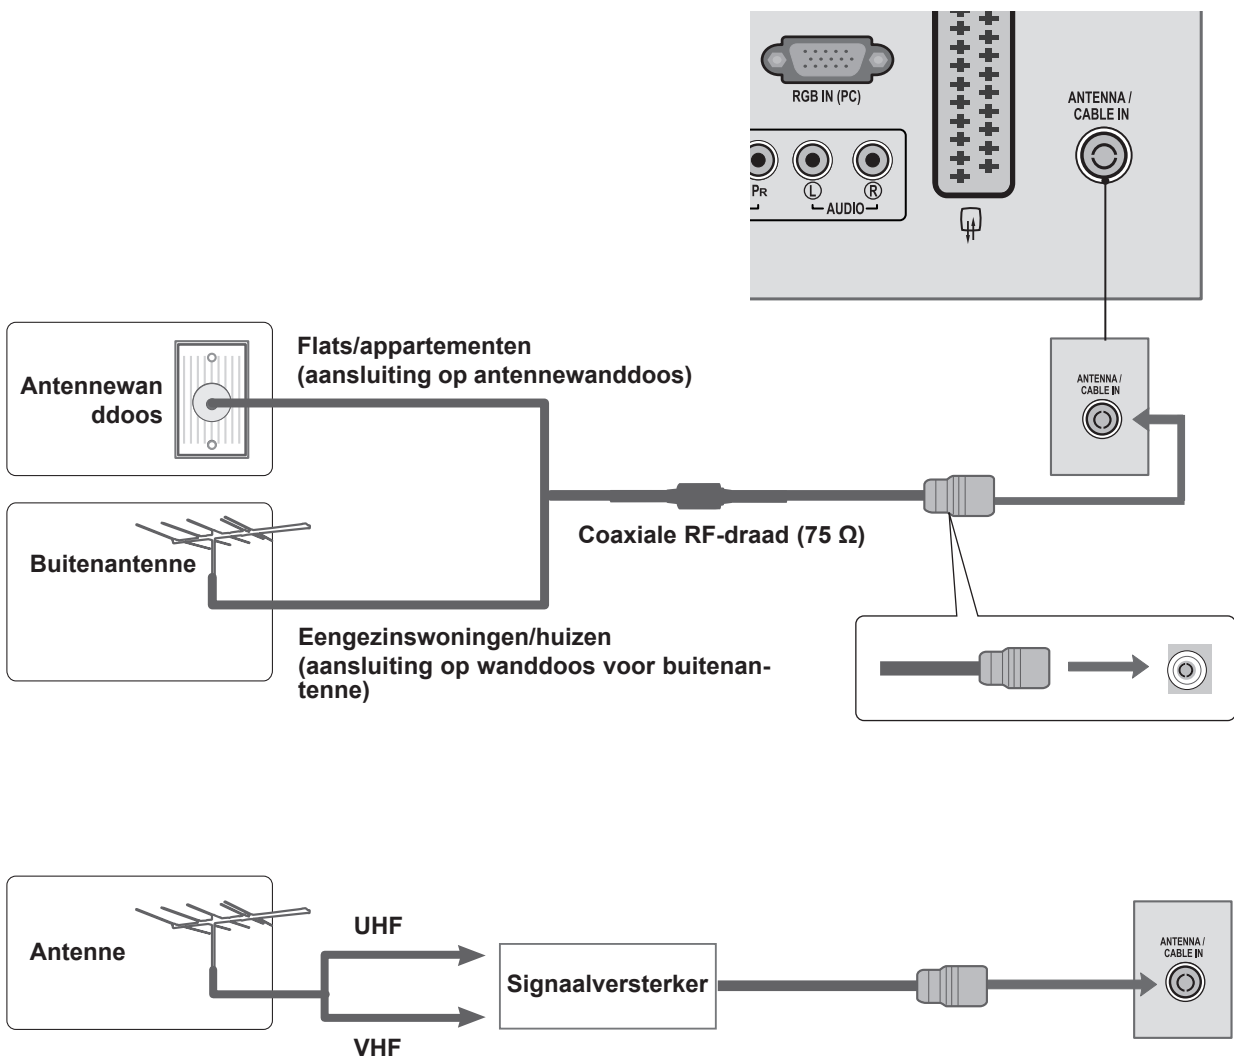 RGB IN (PC)
ANTENNA /
CABLE IN
PR
L
R
AUDIO
Flats/appartementen
(aansluiting op antennewanddoos)
Antennewan
ddoos
ANTENNA /
CABLE IN
Buitenantenne
Coaxiale RF-draad (75 Ω)
Eengezinswoningen/huizen
(aansluiting op wanddoos voor buitenan-
tenne)
Antenne
UHF
Signaalversterker
VHF
ANTENNA /
CABLE IN